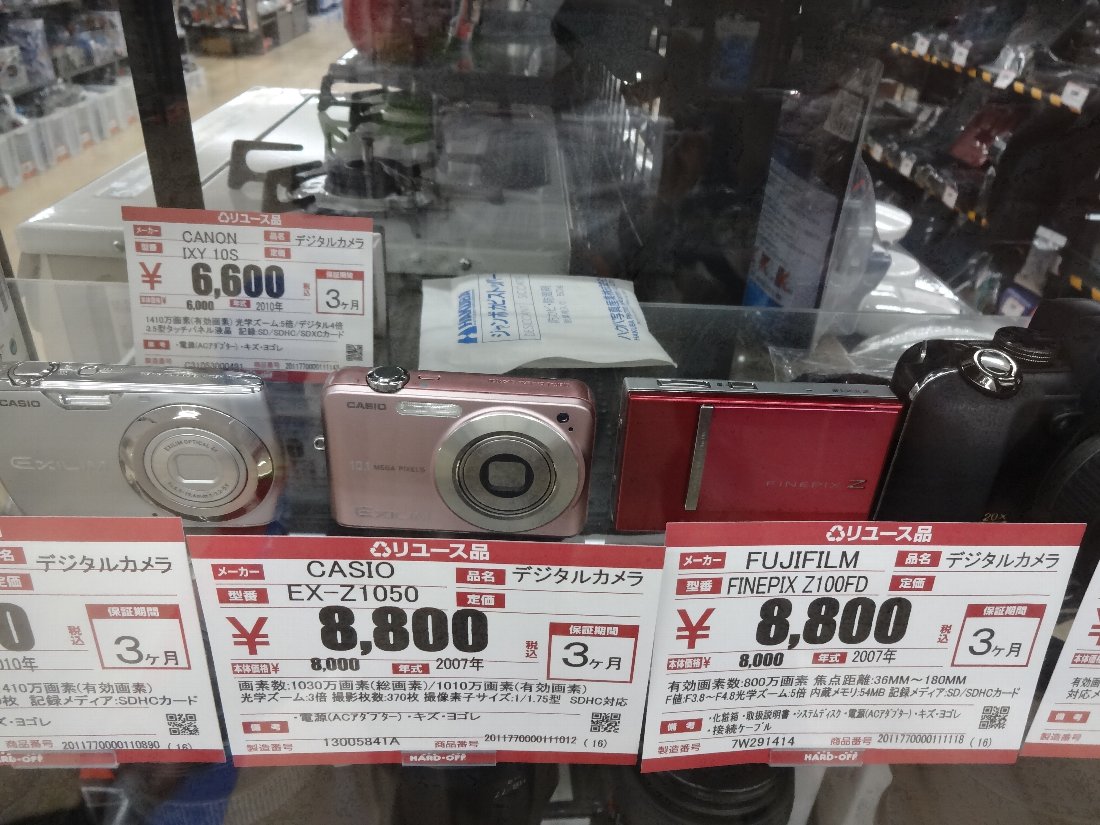 リユース品
メーカー CANON 品名 デジタルカメラ
型番 IXY 10S 定価
¥ 6,600 税込 保証期間 3ヶ月
本体価格¥ 6,000 年式 2010年
1410万画素(有効画素) 光学ズーム:5倍/デジタル4倍
3.5型タッチパネル液晶 記録:SD/SDHC/SDXCカード
備考 ・電源(ACアダプター)・キズ・ヨゴレ
製造番号 商品番号
HAKUBA
CASIO
EXILIM
EXILIM OPTICAL
CASIO
10.1 MEGA PIXELS
EXILIM
FINEPIX Z
20x
デジタルカメラ
定価
税込 保証期間 3ヶ月
410万画素(有効画素)
枚 記録メディア:SDHCカード
・キズ・ヨゴレ
商品番号 2011770000110890 (16)
HARD-OFF
リユース品
メーカー CASIO 品名 デジタルカメラ
型番 EX-Z1050 定価
¥ 8,800 税込 保証期間 3ヶ月
本体価格¥ 8,000 年式 2007年
画素数:1030万画素(総画素)/1010万画素(有効画素)
光学ズーム:3倍 撮影枚数:370枚 撮像素子サイズ:1/1.75型 SDHC対応
備考 ・電源(ACアダプター)・キズ・ヨゴレ
製造番号 13005841A 商品番号 2011770000111012 (16)
HARD-OFF
リユース品
メーカー FUJIFILM 品名 デジタルカメラ
型番 FINEPIX Z100FD 定価
¥ 8,800 税込 保証期間 3ヶ月
本体価格¥ 8,000 年式 2007年
有効画素数:800万画素 焦点距離:36MM～180MM
F値:F3.8～F4.8光学ズーム:5倍 内蔵メモリ:54MB 記録メディア:SD/SDHCカード
備考 ・化粧箱・取扱説明書・システムディスク・電源(ACアダプター)・キズ・ヨゴレ
・接続ケーブル
製造番号 7W291414 商品番号 2011770000111118 (16)
HARD-OFF